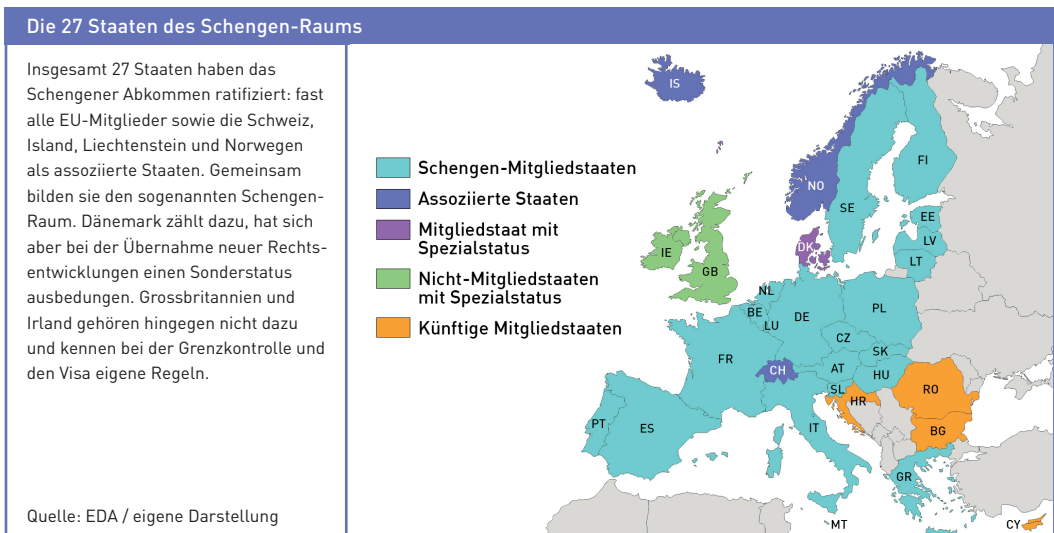 Die 27 Staaten des Schengen-Raums
Insgesamt 27 Staaten haben das
Schengener Abkommen ratifiziert: fast
alle EU-Mitglieder sowie die Schweiz,
Island, Liechtenstein und Norwegen
als assoziierte Staaten. Gemeinsam
bilden sie den sogenannten Schengen-
Raum. Dänemark zählt dazu, hat sich
aber bei der Übernahme neuer Rechts-
entwicklungen einen Sonderstatus
ausbedungen. Grossbritannien und
Irland gehören hingegen nicht dazu
und kennen bei der Grenzkontrolle und
den Visa eigene Regeln.
Quelle: EDA / eigene Darstellung
Schengen-Mitgliedstaaten
Assoziierte Staaten
Mitgliedstaat mit
Spezialstatus
Nicht-Mitgliedstaaten
mit Spezialstatus
Künftige Mitgliedstaaten
IS
FI
NO
SE
EE
LV
LT
DK
IE
GB
NL
BE
LU
DE
PL
CZ
SK
FR
CH
AT
HU
SL
HR
RO
BG
PT
ES
IT
GR
MT
CY